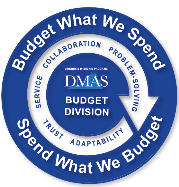 Budget What We Spend
COLLABORATION
PROBLEM-SOLVING
SERVICE
DMAS
BUDGET
DIVISION
TRUST
ADAPTABILITY
Spend What We Budget